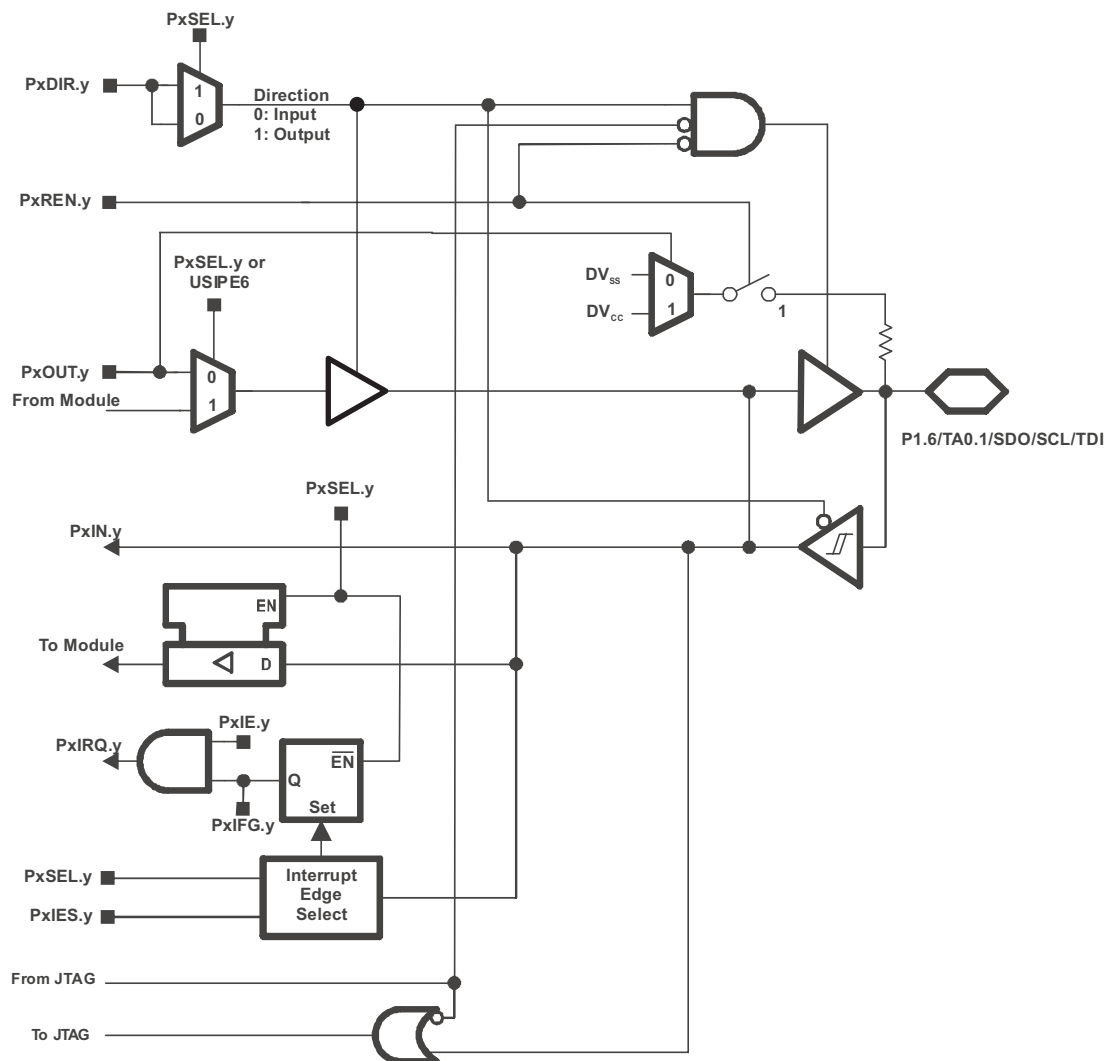 PxSEL.y
PxDIR.y
1
0
Direction
0: Input
1: Output
PxREN.y
PxSEL.y or
USIPE6
DVSS
0
DVCC
1
1
PxOUT.y
0
From Module
1
P1.6/TA0.1/SDO/SCL/TDI
PxSEL.y
PxIN.y
EN
To Module
D
PxIE.y
PxIRQ.y
EN
Q
Set
PxIFG.y
PxSEL.y
Interrupt
Edge
Select
PxIES.y
From JTAG
To JTAG